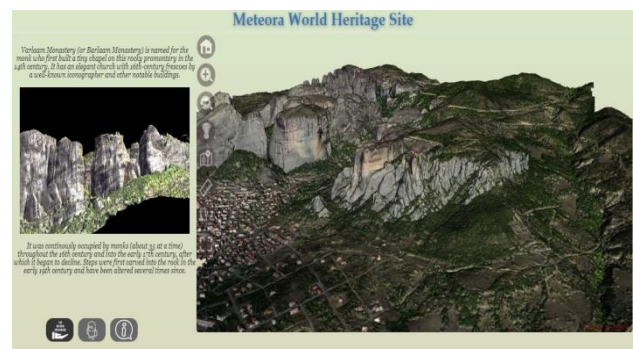 Meteora World Heritage Site
Varlaam Monastery (or Barlaam Monastery) is named for the
monk who first built a tiny chapel on this rocky promontory in the
14th century. It has an elegant church with 16th-century frescoes by
a well-known iconographer and other notable buildings.
It was continously occupied by monks (about 35 at a time)
throughout the 16th century and into the early 17th century, after
which it began to decline. Steps were first carved into the rock in the
early 19th century and have been altered several times since.